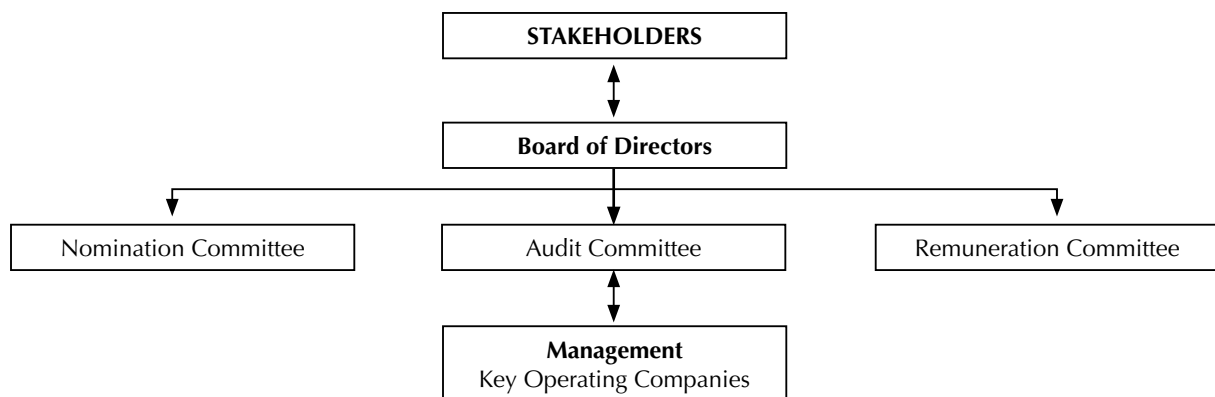 STAKEHOLDERS
Board of Directors
Nomination Committee
Audit Committee
Remuneration Committee
Management
Key Operating Companies